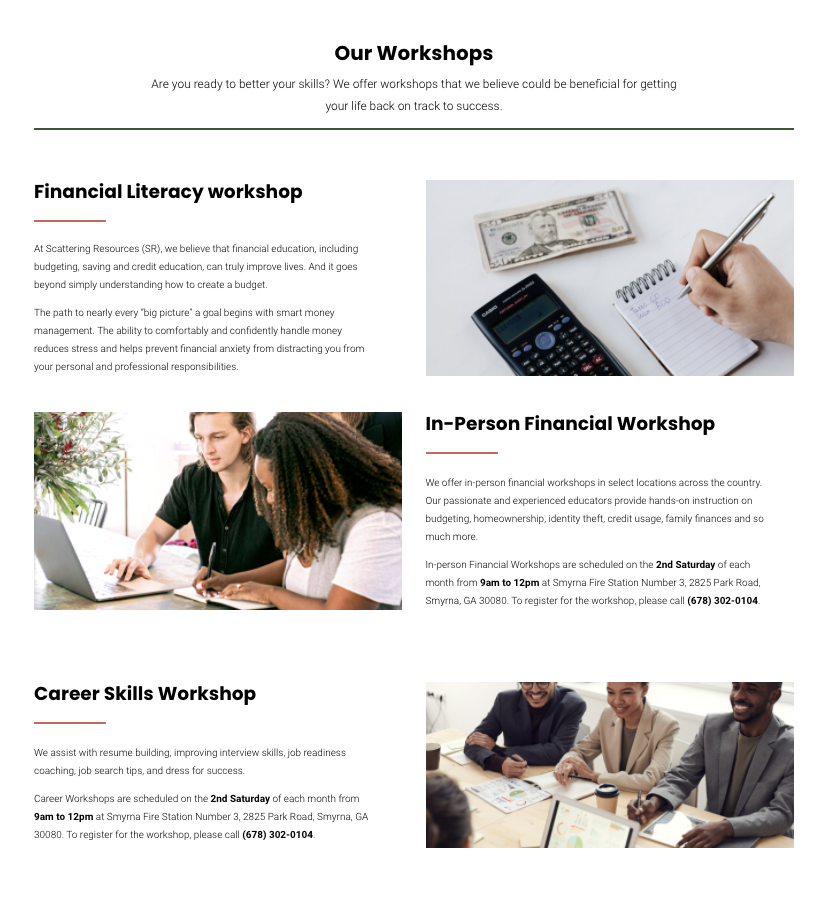 Our Workshops
Are you ready to better your skills? We offer workshops that we believe could be beneficial for getting
your life back on track to success.
Financial Literacy workshop
At Scattering Resources (SR), we believe that financial education, including
budgeting, saving and credit education, can truly improve lives. And it goes
beyond simply understanding how to create a budget.
The path to nearly every "big picture" a goal begins with smart money
management. The ability to comfortably and confidently handle money
reduces stress and helps prevent financial anxiety from distracting you from
your personal and professional responsibilities.
CASIO
In-Person Financial Workshop
We offer in-person financial workshops in select locations across the country.
Our passionate and experienced educators provide hands-on instruction on
budgeting, homeownership, identity theft, credit usage, family finances and so
much more.
In-person Financial Workshops are scheduled on the 2nd Saturday of each
month from 9am to 12pm at Smyrna Fire Station Number 3, 2825 Park Road,
Smyrna, GA 30080. To register for the workshop, please call (678) 302-0104.
Career Skills Workshop
We assist with resume building, improving interview skills, job readiness
coaching, job search tips, and dress for success.
Career Workshops are scheduled on the 2nd Saturday of each month from
9am to 12pm at Smyrna Fire Station Number 3, 2825 Park Road, Smyrna, GA
30080. To register for the workshop, please call (678) 302-0104.